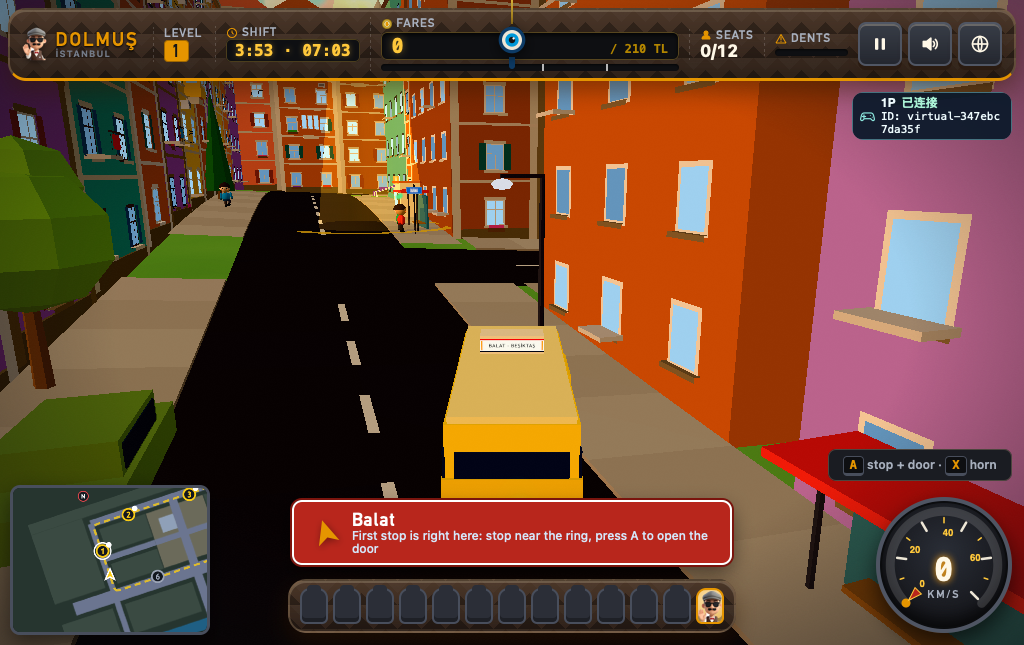 DOLMUŞ
İSTANBUL
LEVEL
1
SHIFT
3:53 · 07:03
FARES
0
/ 210 TL
SEATS
0/12
DENTS
1P 已连接
ID: virtual-347ebc
7da35f
BALAT - BEŞİKTAŞ
A stop + door · X horn
N
3
2
1
6
Balat
First stop is right here: stop near the ring, press A to open the
door
0
20
40
60
0
KM/S